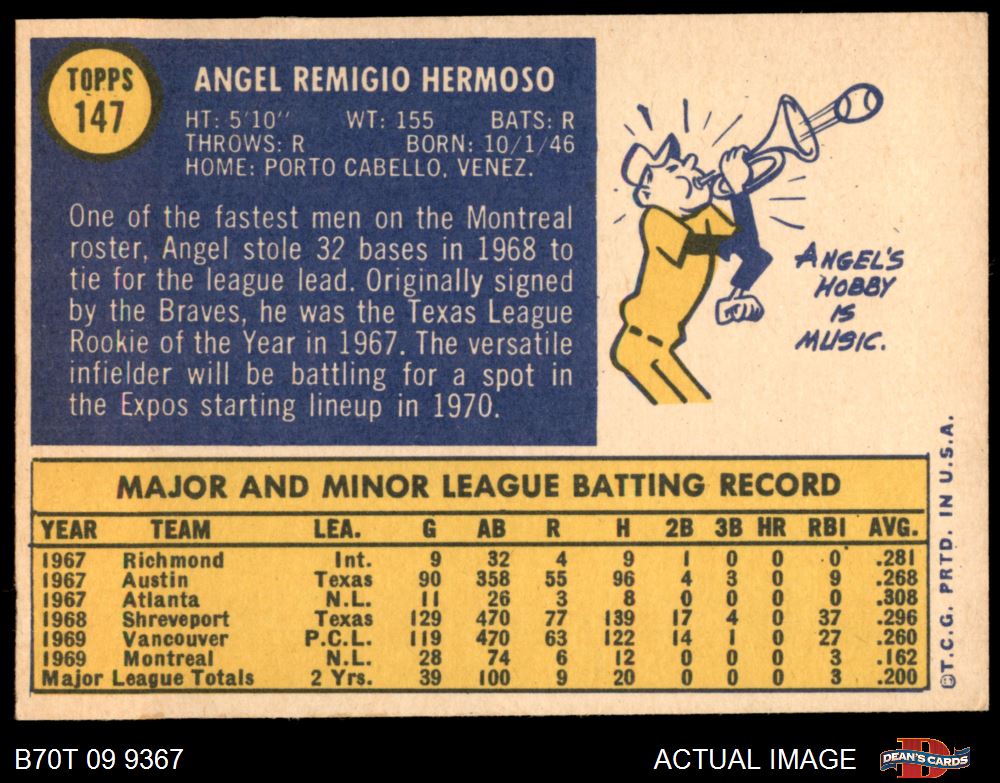 TOPPS
147
ANGEL REMIGIO HERMOSO
HT: 5'10" WT: 155 BATS: R
THROWS: R BORN: 10/1/46
HOME: PORTO CABELLO, VENEZ.
One of the fastest men on the Montreal
roster, Angel stole 32 bases in 1968 to
tie for the league lead. Originally signed
by the Braves, he was the Texas League
Rookie of the Year in 1967. The versatile
infielder will be battling for a spot in
the Expos starting lineup in 1970.
ANGEL'S
HOBBY
IS
MUSIC.
MAJOR AND MINOR LEAGUE BATTING RECORD
YEAR TEAM LEA. G AB R H 2B 3B HR RBI AVG.
1967 Richmond Int. 9 32 4 9 1 0 0 0 .281
1967 Austin Texas 90 358 55 96 4 3 0 9 .268
1967 Atlanta N.L. 11 26 3 8 0 0 0 0 .308
1968 Shreveport Texas 129 470 77 139 17 4 0 37 .296
1969 Vancouver P.C.L. 119 470 63 122 14 1 0 27 .260
1969 Montreal N.L. 28 74 6 12 0 0 0 3 .162
Major League Totals 2 Yrs. 39 100 9 20 0 0 0 3 .200
© T.C.G. PRTD. IN U.S.A.
B70T 09 9367
ACTUAL IMAGE
DEAN'S CARDS